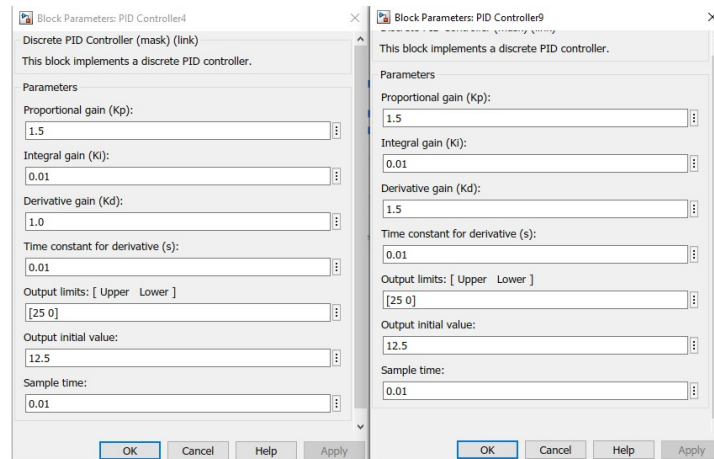 Block Parameters: PID Controller4
Discrete PID Controller (mask) (link)
This block implements a discrete PID controller.
Parameters
Proportional gain (Kp):
1.5
Integral gain (Ki):
0.01
Derivative gain (Kd):
1.0
Time constant for derivative (s):
0.01
Output limits: [ Upper   Lower ]
[25 0]
Output initial value:
12.5
Sample time:
0.01
OK Cancel Help Apply
Block Parameters: PID Controller9
Discrete PID Controller (mask) (link)
This block implements a discrete PID controller.
Parameters
Proportional gain (Kp):
1.5
Integral gain (Ki):
0.01
Derivative gain (Kd):
1.5
Time constant for derivative (s):
0.01
Output limits: [ Upper   Lower ]
[25 0]
Output initial value:
12.5
Sample time:
0.01
OK Cancel Help Apply